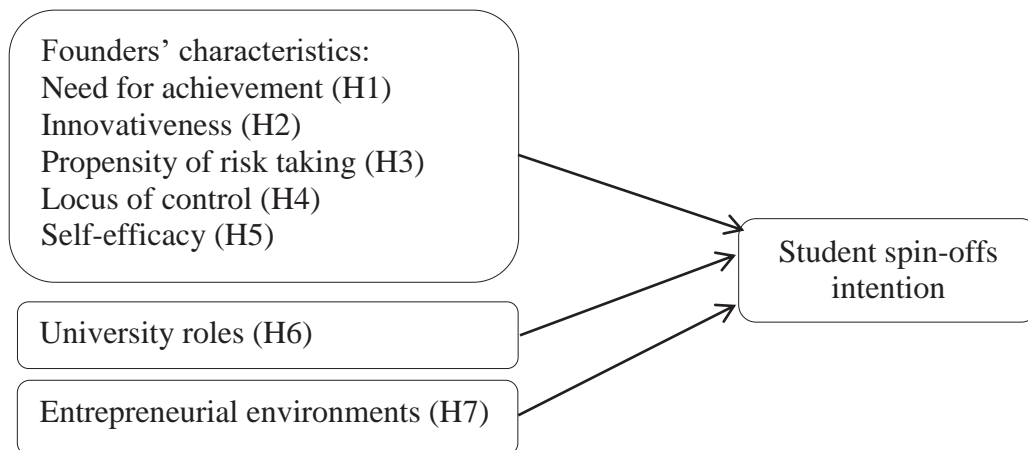 Founders’ characteristics:
Need for achievement (H1)
Innovativeness (H2)
Propensity of risk taking (H3)
Locus of control (H4)
Self-efficacy (H5)
University roles (H6)
Entrepreneurial environments (H7)
Student spin-offs
intention